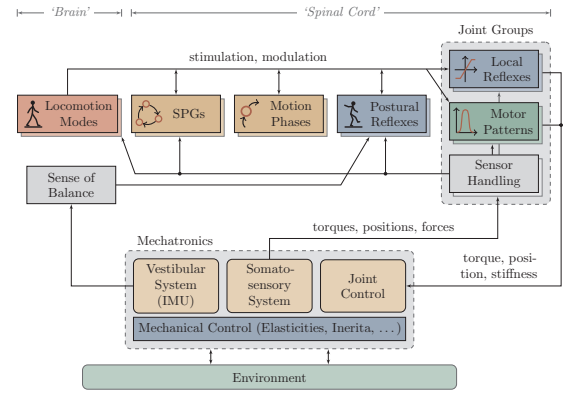 ‘Brain’
‘Spinal Cord’
Joint Groups
stimulation, modulation
Local
Reflexes
Locomotion
Modes
SPGs
Motion
Phases
Postural
Reflexes
Motor
Patterns
Sense of
Balance
Sensor
Handling
torques, positions, forces
Mechatronics
torque, posi-
tion, stiffness
Vestibular
System
(IMU)
Somato-
sensory
System
Joint
Control
Mechanical Control (Elasticities, Inerita, . . . )
Environment